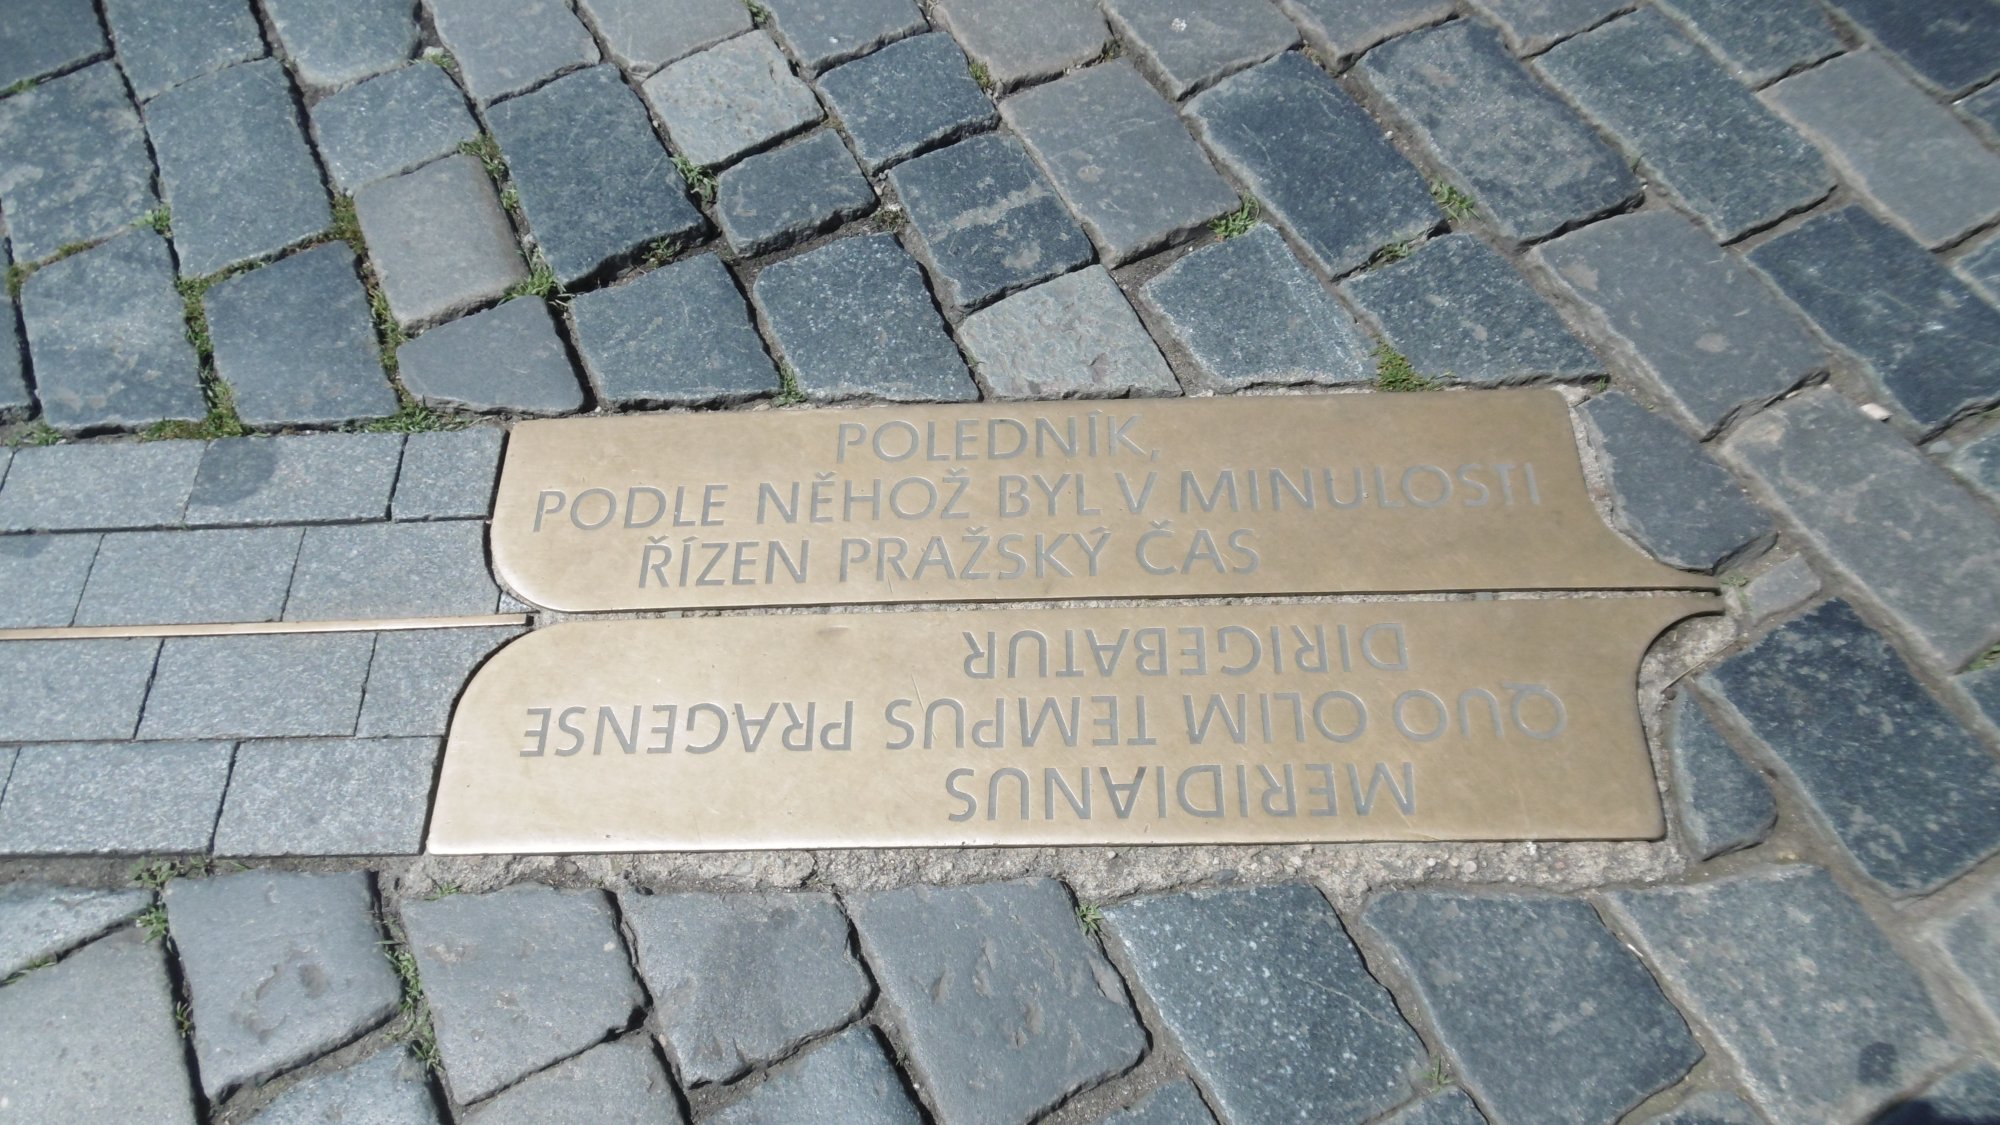 POLEDNÍK,
PODLE NĚHOŽ BYL V MINULOSTI
ŘÍZEN PRAŽSKÝ ČAS
MERIDIANUS
QUO OLIM TEMPUS PRAGENSE
DIRIGEBATUR